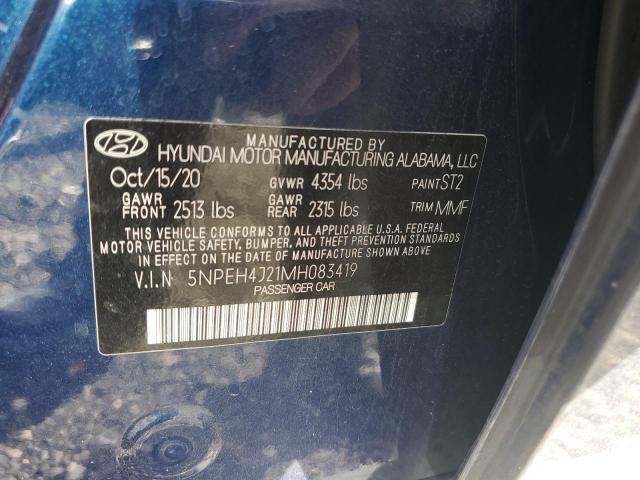 MANUFACTURED BY
HYUNDAI MOTOR MANUFACTURING ALABAMA, LLC
Oct/15/20 GVWR 4354 lbs PAINT ST2
GAWR FRONT 2513 lbs GAWR REAR 2315 lbs TRIM MMF
THIS VEHICLE CONFORMS TO ALL APPLICABLE U.S.A. FEDERAL
MOTOR VEHICLE SAFETY, BUMPER, AND THEFT PREVENTION STANDARDS
IN EFFECT ON THE DATE OF MANUFACTURE SHOWN ABOVE.
V.I.N 5NPEH4J21MH083419
PASSENGER CAR